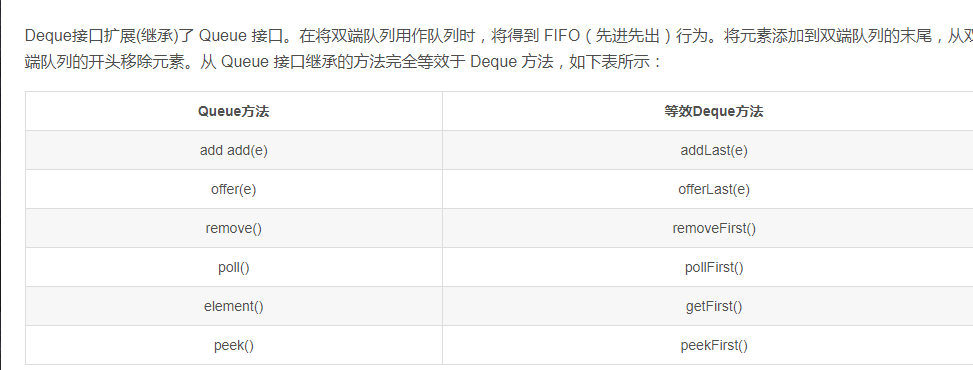 Deque接口扩展(继承)了 Queue 接口。在将双端队列用作队列时，将得到 FIFO（先进先出）行为。将元素添加到双端队列的末尾，从双
端队列的开头移除元素。从 Queue 接口继承的方法完全等效于 Deque 方法，如下表所示：
Queue方法 等效Deque方法
add add(e) addLast(e)
offer(e) offerLast(e)
remove() removeFirst()
poll() pollFirst()
element() getFirst()
peek() peekFirst()